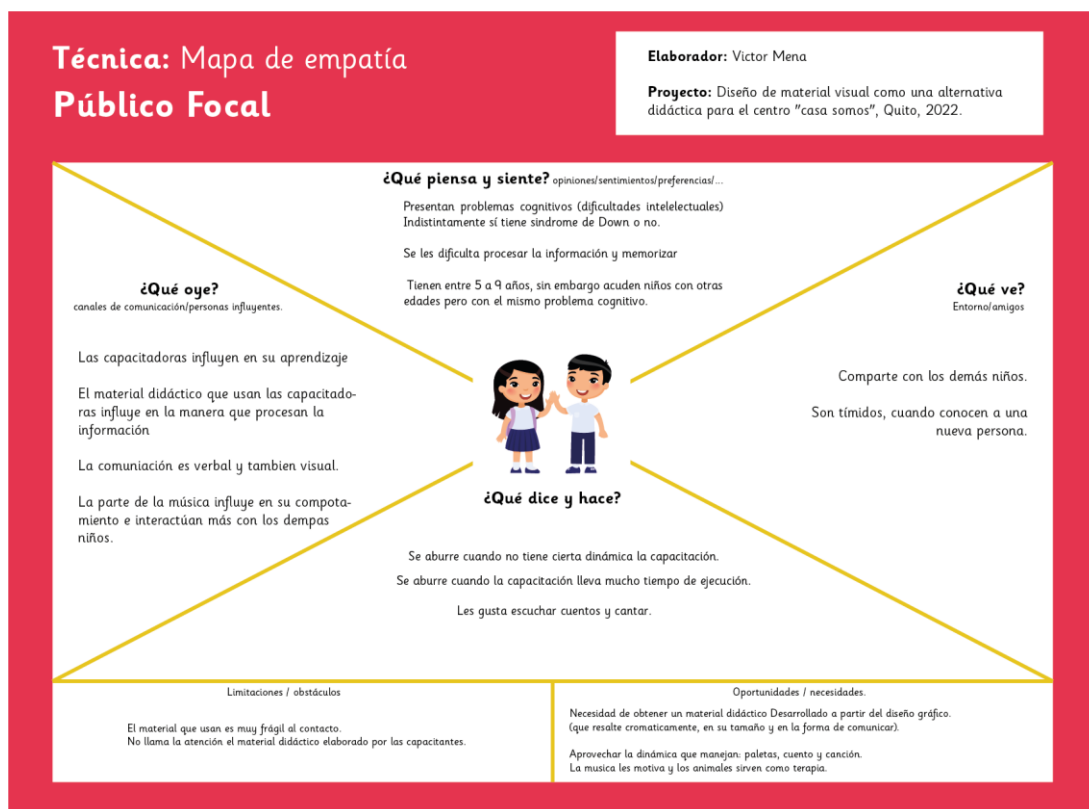 Técnica: Mapa de empatía
Público Focal
Elaborador: Victor Mena
Proyecto: Diseño de material visual como una alternativa
didáctica para el centro "casa somos", Quito, 2022.
¿Qué piensa y siente? opiniones/sentimientos/preferencias/...
Presentan problemas cognitivos (dificultades intelelectuales)
Indistintamente sí tiene sindrome de Down o no.
Se les dificulta procesar la información y memorizar
Tienen entre 5 a 9 años, sin embargo acuden niños con otras
edades pero con el mismo problema cognitivo.
¿Qué oye?
canales de comunicación/personas influyentes.
Las capacitadoras influyen en su aprendizaje
El material didáctico que usan las capacitado-
ras influye en la manera que procesan la
información
La comuniación es verbal y tambien visual.
La parte de la música influye en su compota-
miento e interactúan más con los dempas
niños.
¿Qué ve?
Entorno/amigos
Comparte con los demás niños.
Son tímidos, cuando conocen a una
nueva persona.
¿Qué dice y hace?
Se aburre cuando no tiene cierta dinámica la capacitación.
Se aburre cuando la capacitación lleva mucho tiempo de ejecución.
Les gusta escuchar cuentos y cantar.
Limitaciones / obstáculos
El material que usan es muy frágil al contacto.
No llama la atención el material didáctico elaborado por las capacitantes.
Oportunidades / necesidades.
Necesidad de obtener un material didáctico Desarrollado a partir del diseño gráfico.
(que resalte cromaticamente, en su tamaño y en la forma de comunicar).
Aprovechar la dinámica que manejan: paletas, cuento y canción.
La musica les motiva y los animales sirven como terapia.